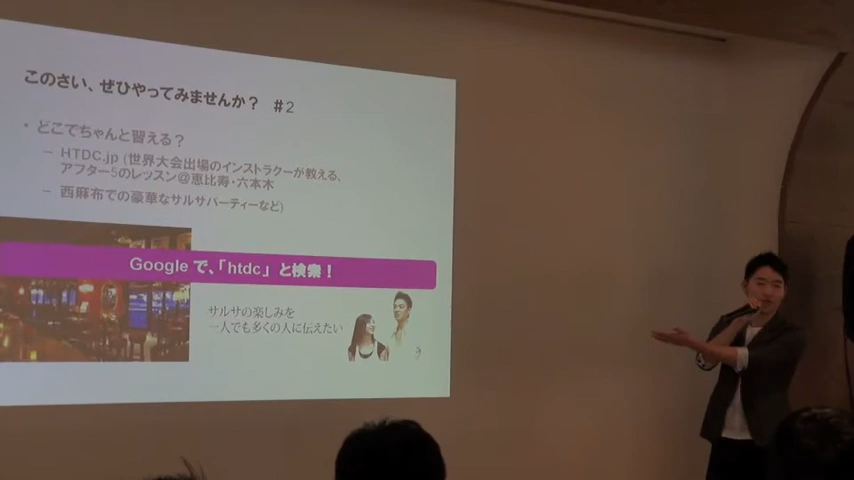 このさい、ぜひやってみませんか？ ＃2
・どこでちゃんと習える？
– HTDC.jp (世界大会出場のインストラクーが教える、
アフター5のレッスン@恵比寿・六本木
– 西麻布での豪華なサルサパーティーなど)
Google で、「htdc」 と検索！
サルサの楽しみを
一人でも多くの人に伝えたい